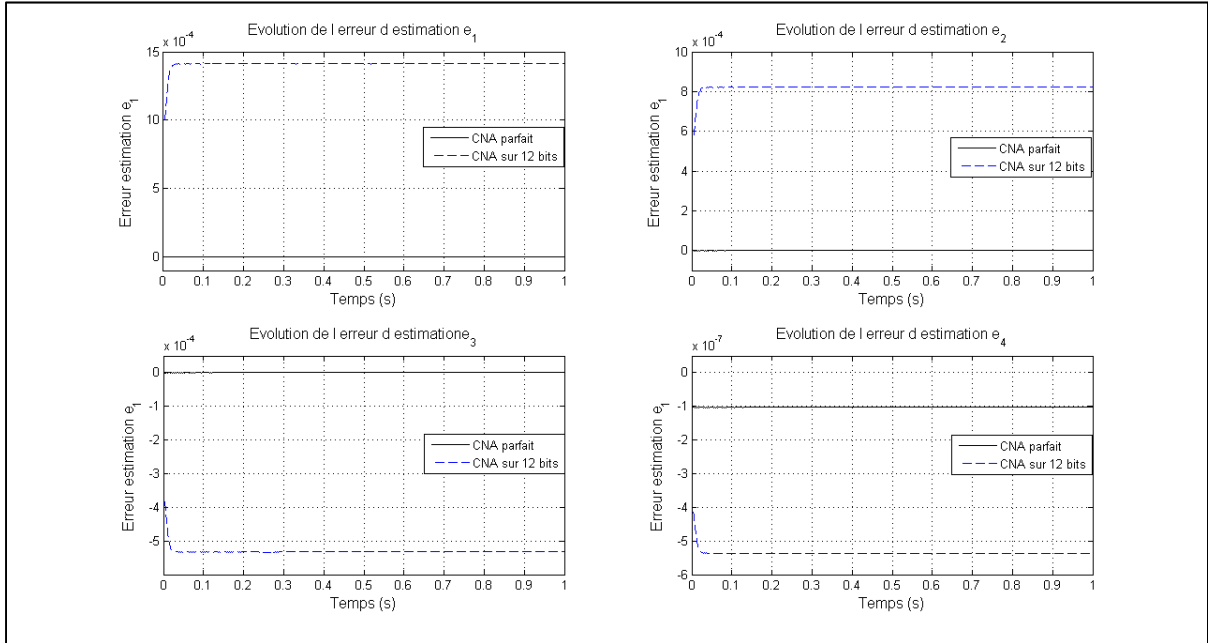 Evolution de l erreur d estimation e1
x 10-4
15
10
5
0
Erreur estimation e1
CNA parfait
CNA sur 12 bits
0 0.1 0.2 0.3 0.4 0.5 0.6 0.7 0.8 0.9 1
Temps (s)
Evolution de l erreur d estimation e2
x 10-4
10
8
6
4
2
0
Erreur estimation e1
CNA parfait
CNA sur 12 bits
0 0.1 0.2 0.3 0.4 0.5 0.6 0.7 0.8 0.9 1
Temps (s)
Evolution de l erreur d estimatione3
x 10-4
0
-1
-2
-3
-4
-5
Erreur estimation e1
CNA parfait
CNA sur 12 bits
0 0.1 0.2 0.3 0.4 0.5 0.6 0.7 0.8 0.9 1
Temps (s)
Evolution de l erreur d estimation e4
x 10-7
0
-1
-2
-3
-4
-5
-6
Erreur estimation e1
CNA parfait
CNA sur 12 bits
0 0.1 0.2 0.3 0.4 0.5 0.6 0.7 0.8 0.9 1
Temps (s)